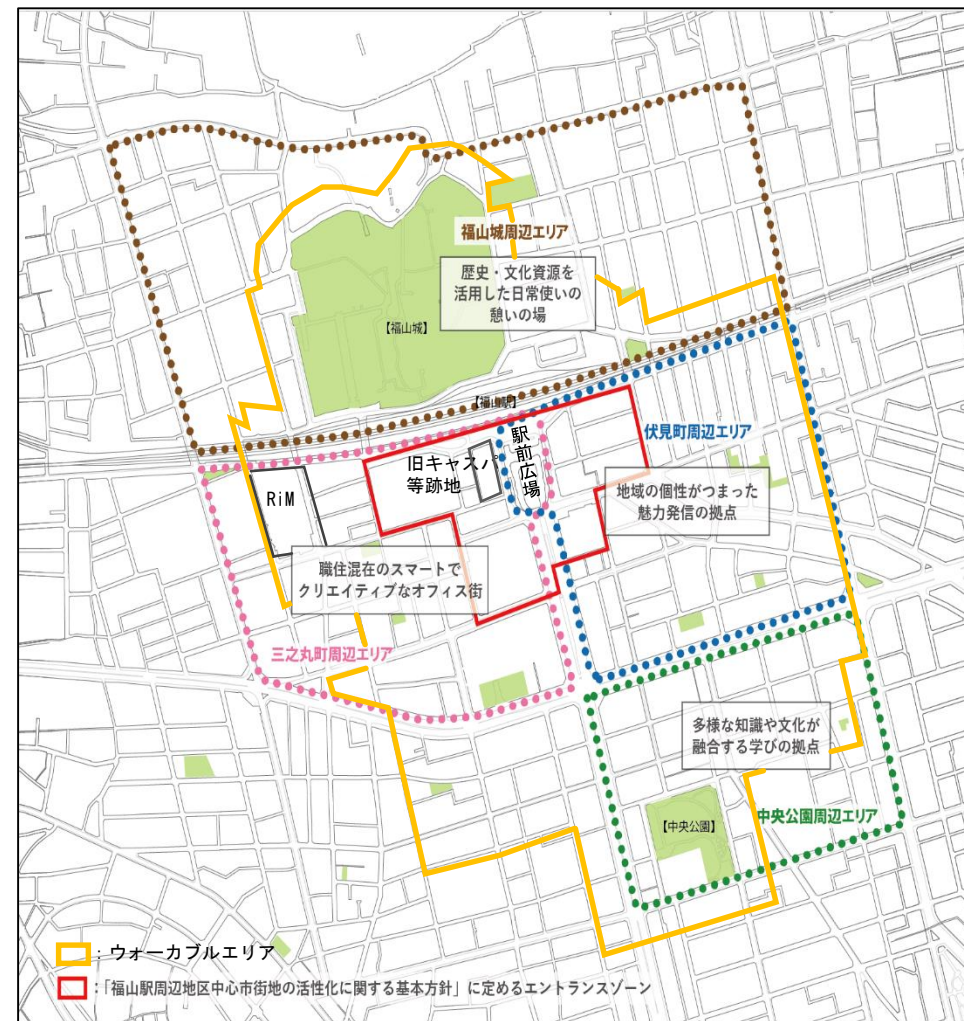 福山城周辺エリア
歴史・文化資源を
活用した日常使いの
憩いの場
【福山城】
【福山駅】
伏見町周辺エリア
駅前広場
旧キャスパ
等跡地
RiM
地域の個性がつまった
魅力発信の拠点
職住混在のスマートで
クリエイティブなオフィス街
三之丸町周辺エリア
多様な知識や文化が
融合する学びの拠点
【中央公園】
中央公園周辺エリア
：ウォーカブルエリア
：「福山駅周辺地区中心市街地の活性化に関する基本方針」に定めるエントランスゾーン